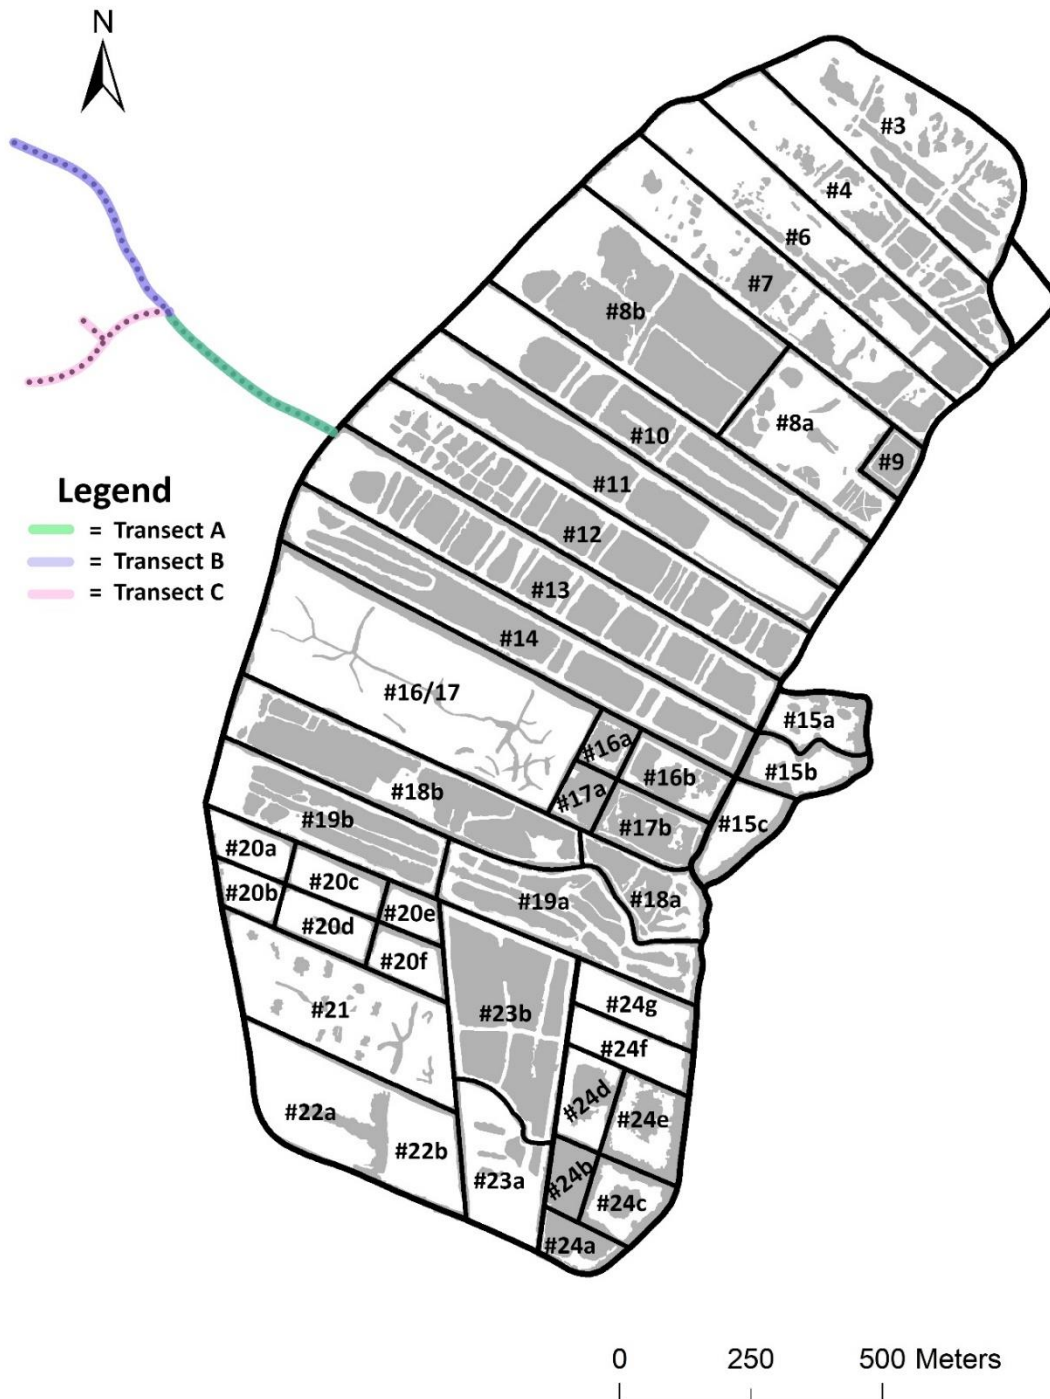 N
#3
#4
#6
#7
#8b
#8a
#9
#10
#11
#12
#13
#14
Legend
= Transect A
= Transect B
= Transect C
#16/17
#15a
#16a
#16b
#15b
#17a
#17b
#15c
#18b
#19b
#18a
#19a
#20a
#20c
#20b
#20e
#20d
#20f
#21
#23b
#24g
#24f
#24d
#24e
#22a
#22b
#23a
#24b
#24c
#24a
0 250 500 Meters